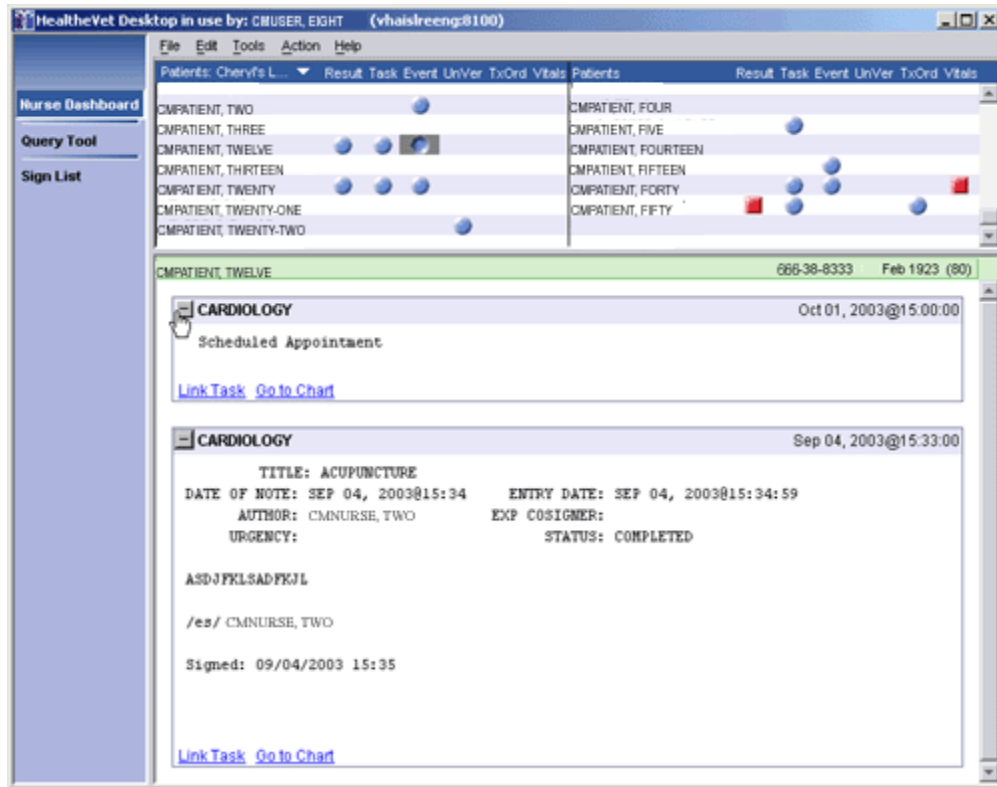 HealtheVet Desktop in use by: CMUSER, EIGHT (vhaislreeng:8100)
File Edit Tools Action Help
Patients: Cheryl's L... Result Task Event UnVer TxOrd Vitals Patients Result Task Event UnVer TxOrd Vitals
Nurse Dashboard
Query Tool
Sign List
CMPATIENT, TWO CMPATIENT, FOUR
CMPATIENT, THREE CMPATIENT, FIVE
CMPATIENT, TWELVE CMPATIENT, FOURTEEN
CMPATIENT, THIRTEEN CMPATIENT, FIFTEEN
CMPATIENT, TWENTY CMPATIENT, FORTY
CMPATIENT, TWENTY-ONE CMPATIENT, FIFTY
CMPATIENT, TWENTY-TWO
CMPATIENT, TWELVE 666-38-8333 Feb 1923 (80)
CARDIOLOGY Oct 01, 2003@15:00:00
Scheduled Appointment
Link Task Go to Chart
CARDIOLOGY Sep 04, 2003@15:33:00
TITLE: ACUPUNCTURE
DATE OF NOTE: SEP 04, 2003@15:34 ENTRY DATE: SEP 04, 2003@15:34:59
AUTHOR: CMNURSE, TWO EXP COSIGNER:
URGENCY: STATUS: COMPLETED
ASDJFKLSADFKJL
/es/ CMNURSE, TWO
Signed: 09/04/2003 15:35
Link Task Go to Chart